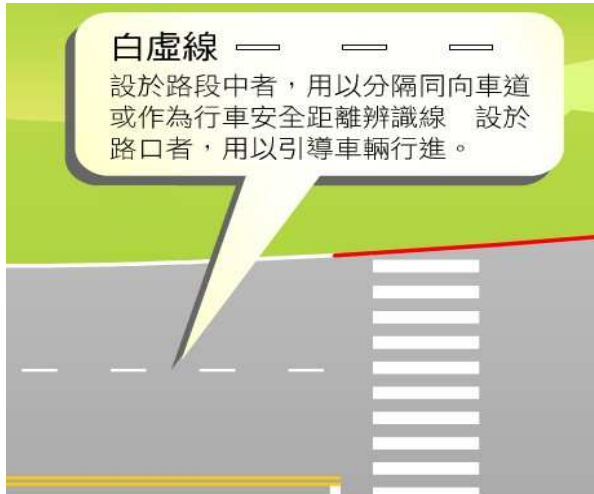 白虛線
設於路段中者，用以分隔同向車道
或作為行車安全距離辨識線　設於
路口者，用以引導車輛行進。